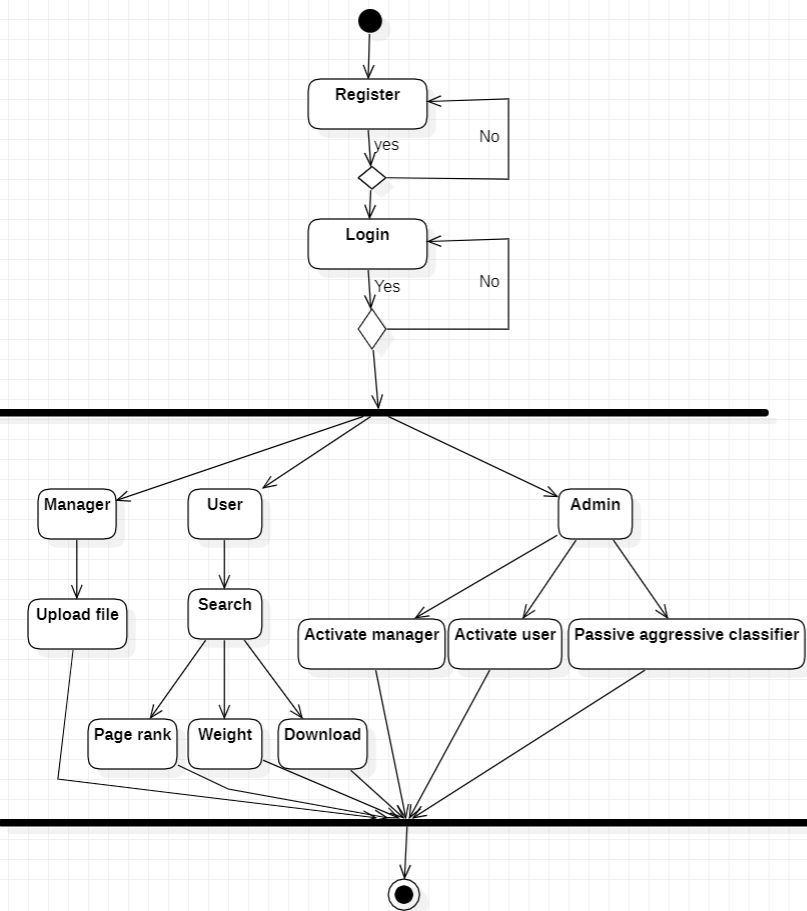 Register
yes
No
Login
Yes
No
Manager
User
Admin
Upload file
Search
Activate manager
Activate user
Passive aggressive classifier
Page rank
Weight
Download